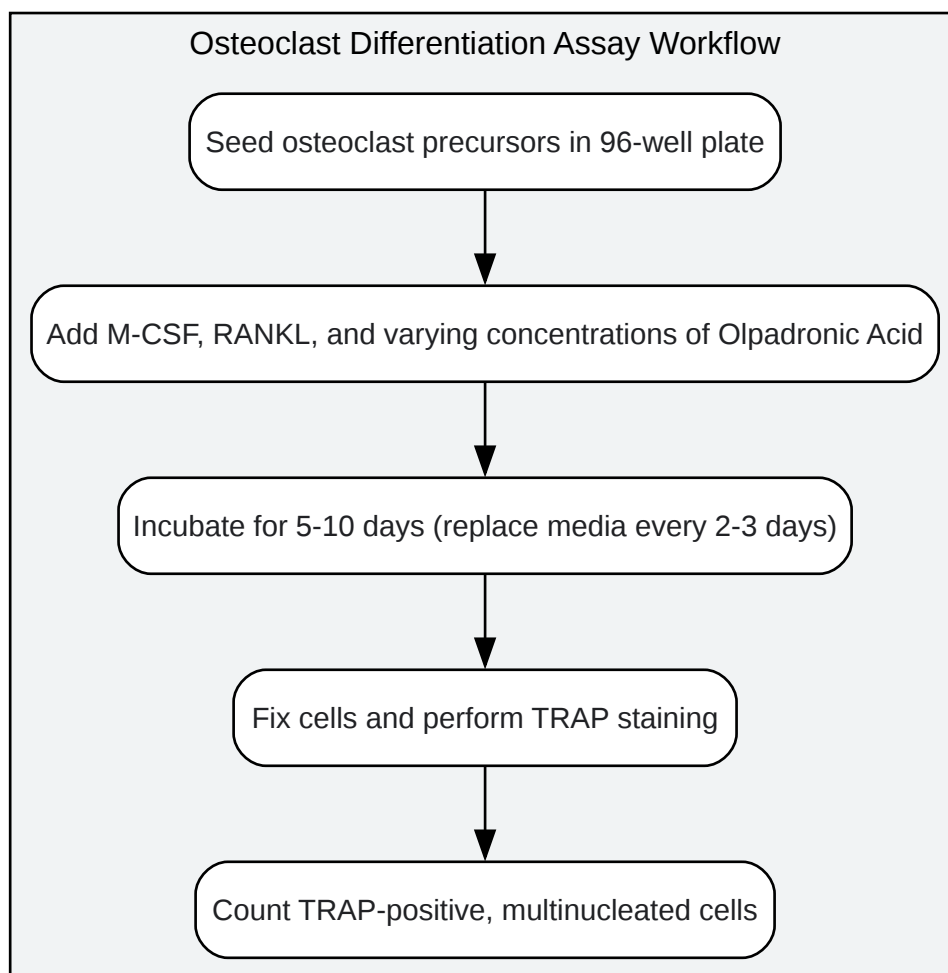 Osteoclast Differentiation Assay Workflow
Seed osteoclast precursors in 96-well plate
Add M-CSF, RANKL, and varying concentrations of Olpadronic Acid
Incubate for 5-10 days (replace media every 2-3 days)
Fix cells and perform TRAP staining
Count TRAP-positive, multinucleated cells